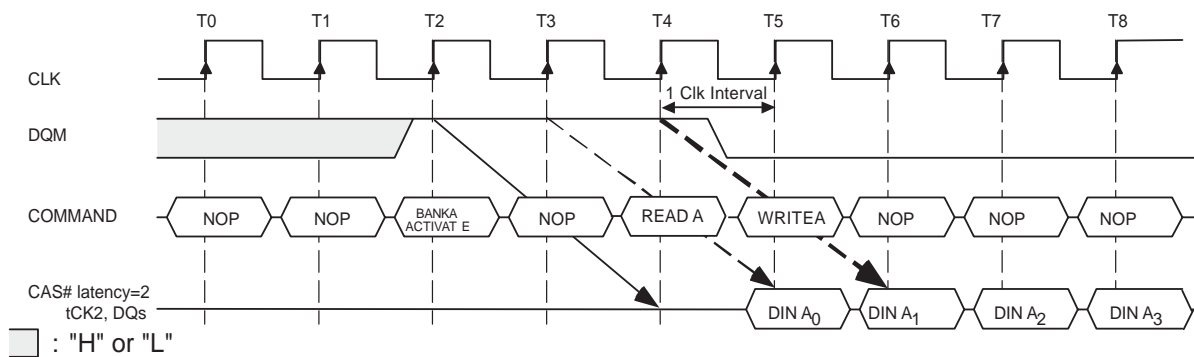 T0 T1 T2 T3 T4 T5 T6 T7 T8
CLK
1 Clk Interval
DQM
COMMAND NOP NOP BANKA ACTIVAT E NOP READ A WRITEA NOP NOP NOP
CAS# latency=2
tCK2, DQs DIN A0 DIN A1 DIN A2 DIN A3
: "H" or "L"